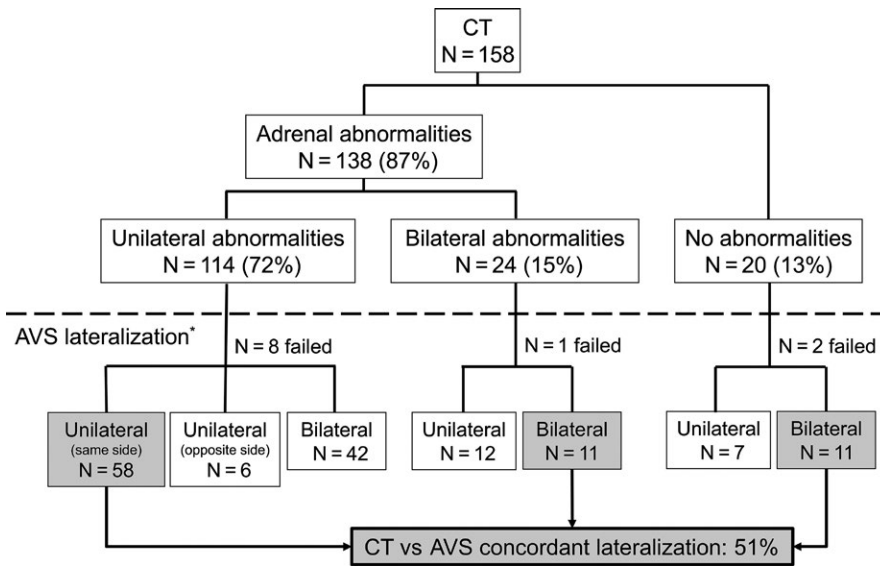 CT
N = 158
Adrenal abnormalities
N = 138 (87%)
Unilateral abnormalities
N = 114 (72%)
Bilateral abnormalities
N = 24 (15%)
No abnormalities
N = 20 (13%)
AVS lateralization*
N = 8 failed
N = 1 failed
N = 2 failed
Unilateral
(same side)
N = 58
Unilateral
(opposite side)
N = 6
Bilateral
N = 42
Unilateral
N = 12
Bilateral
N = 11
Unilateral
N = 7
Bilateral
N = 11
CT vs AVS concordant lateralization: 51%